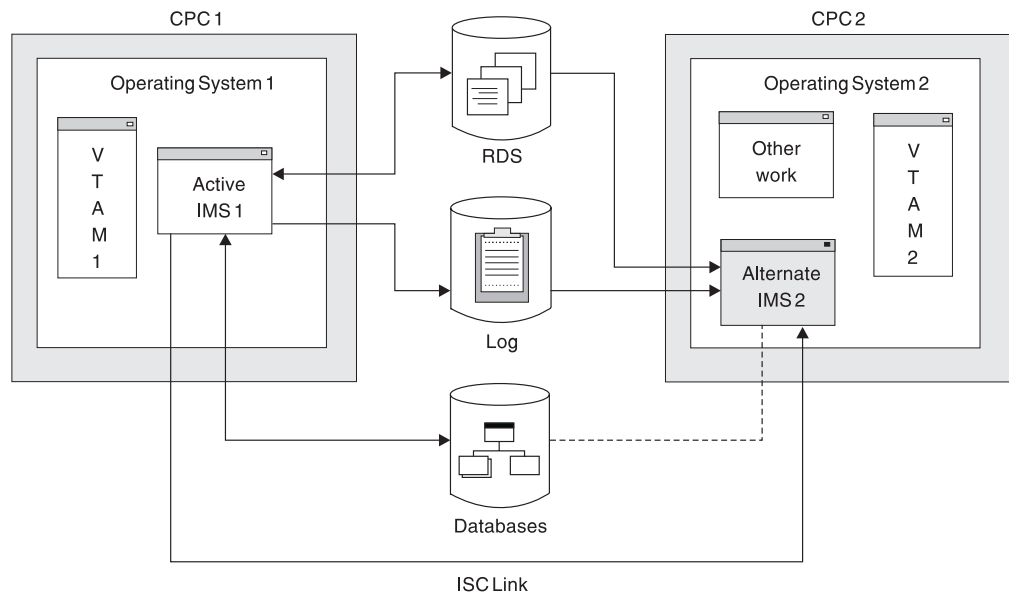 CPC 1
CPC 2
Operating System 1
Operating System 2
V
T
A
M
1
Active
IMS 1
RDS
Other
work
V
T
A
M
2
Log
Alternate
IMS 2
Databases
ISC Link